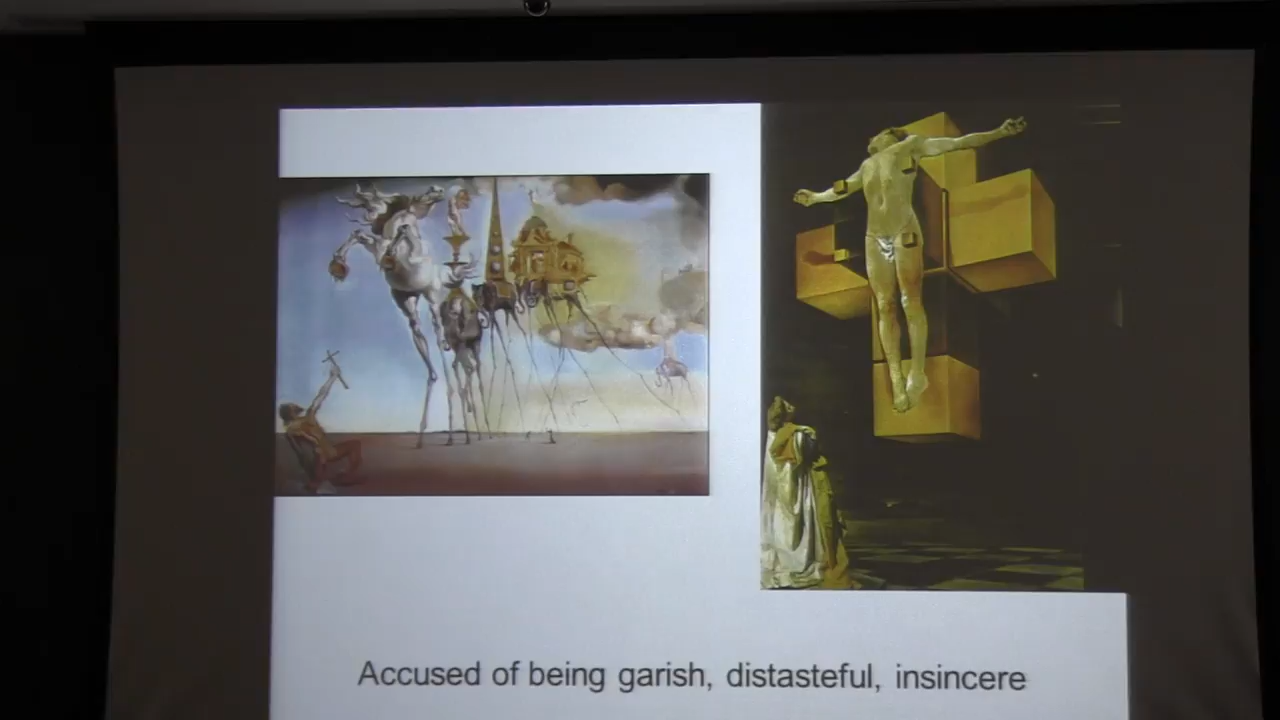 Accused of being garish, distasteful, insincere